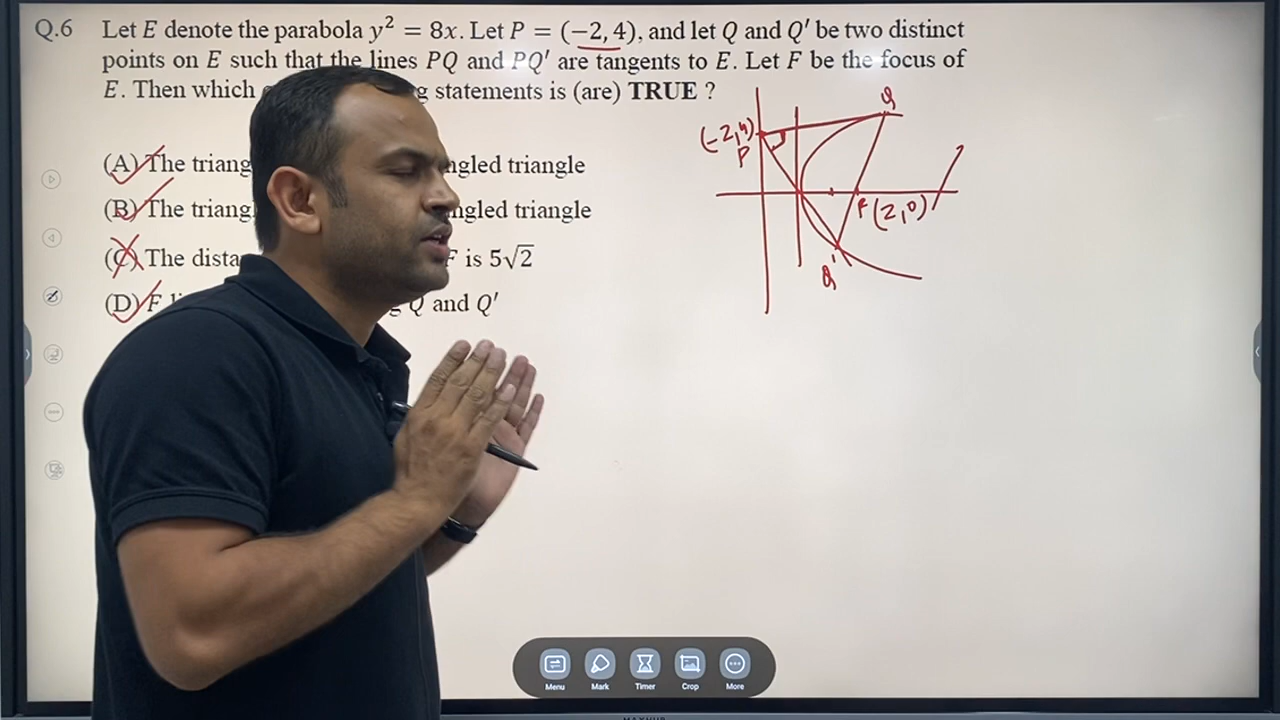 Q.6 Let E denote the parabola y² = 8x. Let P = (−2, 4), and let Q and Q′ be two distinct
points on E such that the lines PQ and PQ′ are tangents to E. Let F be the focus of
E. Then which statements is (are) TRUE ?
(A) The ngled triangle
(B) The ngled triangle
(C) The is 5√2
(D) F Q and Q′
(-2,4)
P
Q
F (2,0)
Q'
Menu Mark Timer Crop More